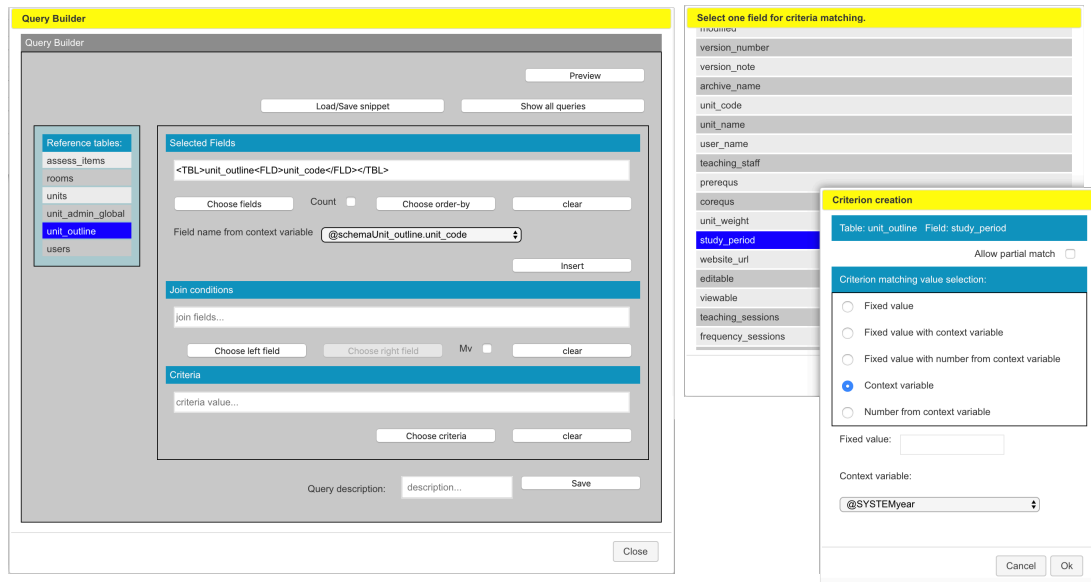 Query Builder
Query Builder
Preview
Load/Save snippet
Show all queries
Reference tables:
assess_items
rooms
units
unit_admin_global
unit_outline
users
Selected Fields
<TBL>unit_outline<FLD>unit_code</FLD></TBL>
Choose fields
Count
Choose order-by
clear
Field name from context variable
@schemaUnit_outline.unit_code
Insert
Join conditions
join fields...
Choose left field
Choose right field
Mv
clear
Criteria
criteria value...
Choose criteria
clear
Query description:
description...
Save
Close
Select one field for criteria matching.
modified
version_number
version_note
archive_name
unit_code
unit_name
user_name
teaching_staff
prerequs
corequs
unit_weight
study_period
website_url
editable
viewable
teaching_sessions
frequency_sessions
Criterion creation
Table: unit_outline Field: study_period
Allow partial match
Criterion matching value selection:
Fixed value
Fixed value with context variable
Fixed value with number from context variable
Context variable
Number from context variable
Fixed value:
Context variable:
@SYSTEMyear
Cancel
Ok